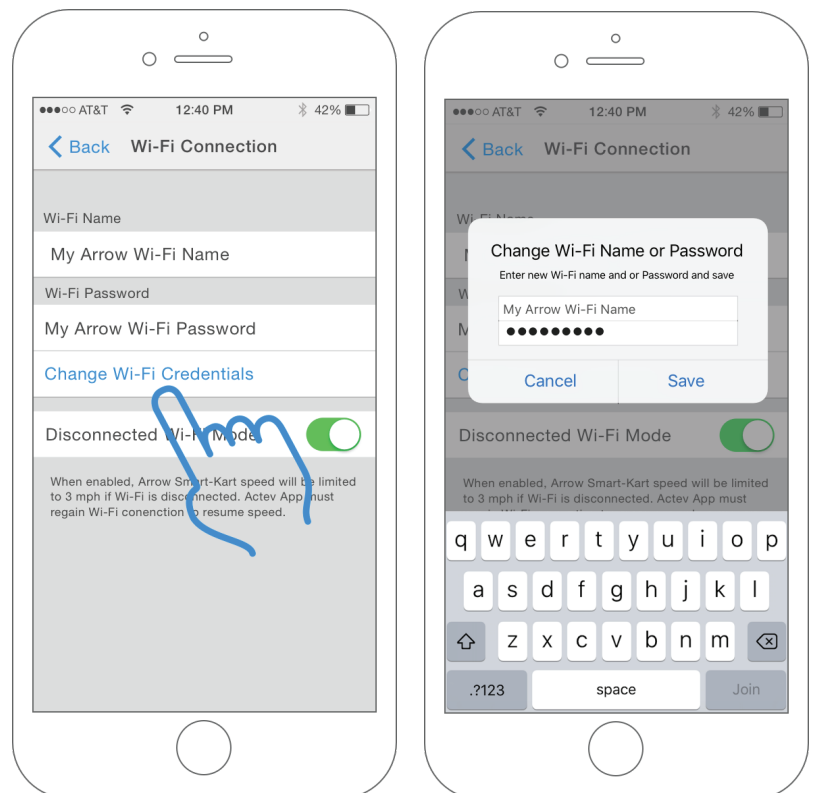 ●●●○○ AT&T 12:40 PM 42%
Back Wi-Fi Connection
Wi-Fi Name
My Arrow Wi-Fi Name
Wi-Fi Password
My Arrow Wi-Fi Password
Change Wi-Fi Credentials
Disconnected Wi-Fi Mode
When enabled, Arrow Smart-Kart speed will be limited
to 3 mph if Wi-Fi is disconnected. Actev App must
regain Wi-Fi conenction to resume speed.
●●●○○ AT&T 12:40 PM 42%
Back Wi-Fi Connection
Wi-Fi Name
Change Wi-Fi Name or Password
Enter new Wi-Fi name and or Password and save
My Arrow Wi-Fi Name
●●●●●●●●●
Cancel Save
Disconnected Wi-Fi Mode
When enabled, Arrow Smart-Kart speed will be limited
to 3 mph if Wi-Fi is disconnected. Actev App must
q w e r t y u i o p
a s d f g h j k l
z x c v b n m
.?123 space Join